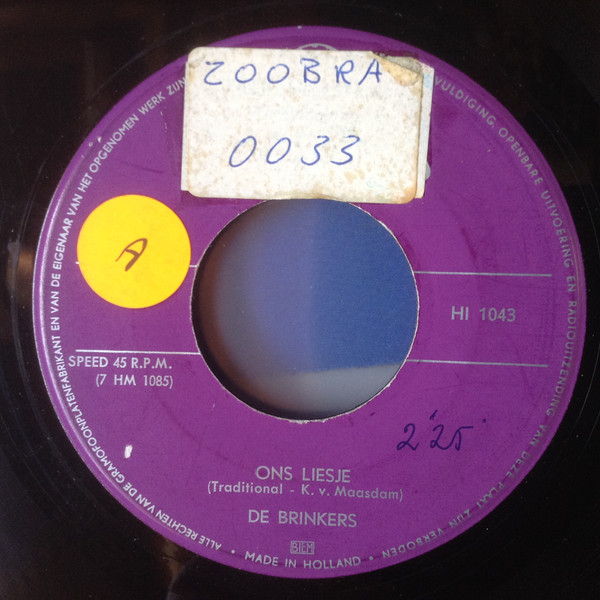 ZOOBRA
0033
A
HI 1043
SPEED 45 R.P.M.
(7 HM 1085)
2'25
ONS LIESJE
(Traditional - K. v. Maasdam)
DE BRINKERS
BIEM
ALLE RECHTEN VAN DE GRAMOFOONPLATENFABRIKANT EN VAN DE EIGENAAR VAN HET OPGENOMEN WERK ZIJN
VULDIGING, OPENBARE UITVOERING EN RADIOUITZENDING VAN DEZE PLAAT ZIJN VERBODEN
• MADE IN HOLLAND •